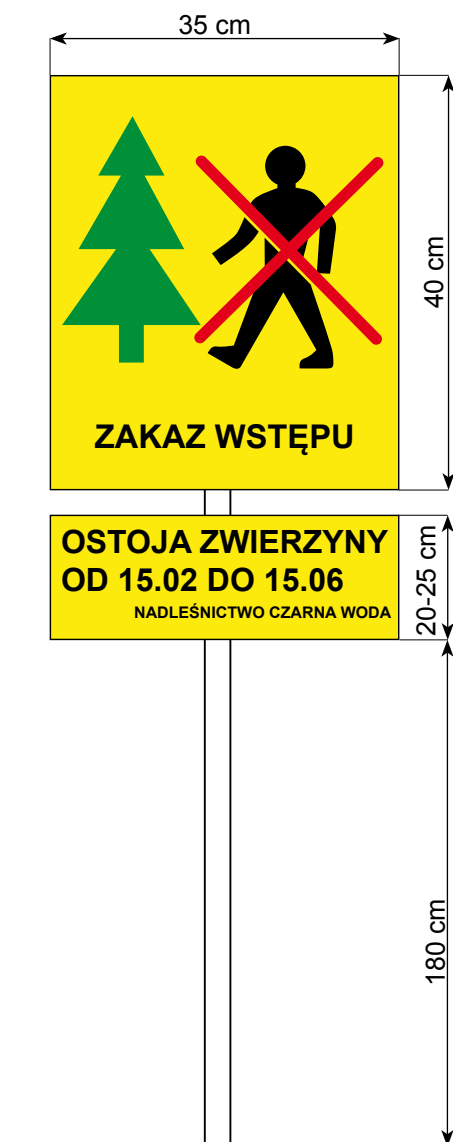 35 cm
40 cm
ZAKAZ WSTĘPU
OSTOJA ZWIERZYNY
OD 15.02 DO 15.06
NADLEŚNICTWO CZARNA WODA
20-25 cm
180 cm